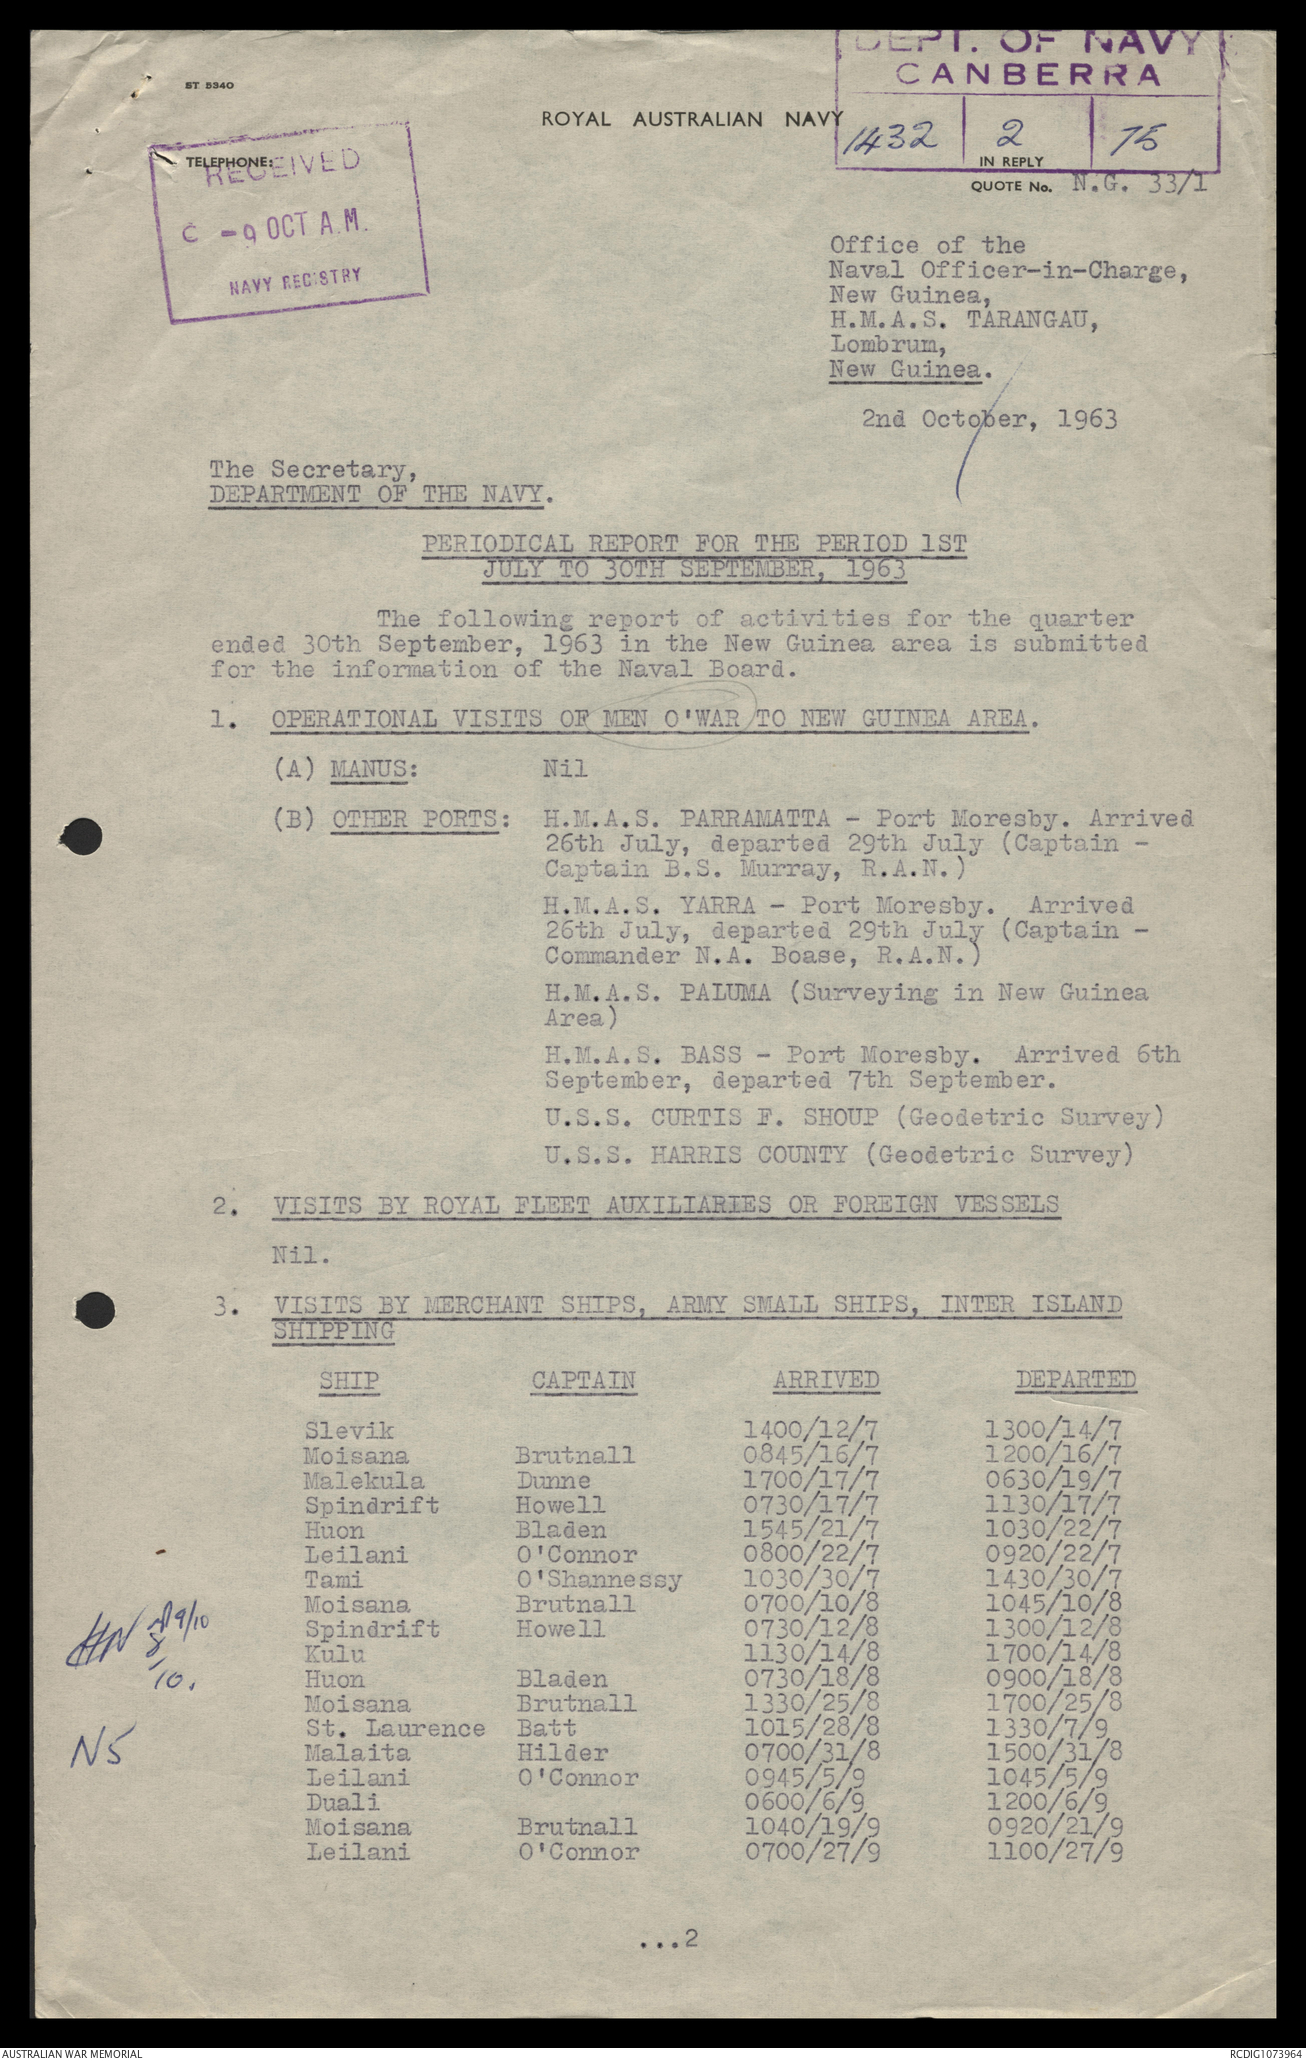 DEPT. OF NAVY
CANBERRA
1432 2 75
ST 5340
ROYAL AUSTRALIAN NAVY
TELEPHONE:
IN REPLY
QUOTE No. N.G. 33/1
RECEIVED
C -9 OCT A.M.
NAVY REGISTRY
Office of the
Naval Officer-in-Charge,
New Guinea,
H.M.A.S. TARANGAU,
Lombrum,
New Guinea.
2nd October, 1963
The Secretary,
DEPARTMENT OF THE NAVY.
PERIODICAL REPORT FOR THE PERIOD 1ST
JULY TO 30TH SEPTEMBER, 1963
The following report of activities for the quarter
ended 30th September, 1963 in the New Guinea area is submitted
for the information of the Naval Board.
1. OPERATIONAL VISITS OF MEN O'WAR TO NEW GUINEA AREA.
(A) MANUS: Nil
(B) OTHER PORTS: H.M.A.S. PARRAMATTA - Port Moresby. Arrived
26th July, departed 29th July (Captain -
Captain B.S. Murray, R.A.N.)
H.M.A.S. YARRA - Port Moresby. Arrived
26th July, departed 29th July (Captain -
Commander N.A. Boase, R.A.N.)
H.M.A.S. PALUMA (Surveying in New Guinea
Area)
H.M.A.S. BASS - Port Moresby. Arrived 6th
September, departed 7th September.
U.S.S. CURTIS F. SHOUP (Geodetric Survey)
U.S.S. HARRIS COUNTY (Geodetric Survey)
2. VISITS BY ROYAL FLEET AUXILIARIES OR FOREIGN VESSELS
Nil.
3. VISITS BY MERCHANT SHIPS, ARMY SMALL SHIPS, INTER ISLAND
SHIPPING
SHIP CAPTAIN ARRIVED DEPARTED
Slevik 1400/12/7 1300/14/7
Moisana Brutnall 0845/16/7 1200/16/7
Malekula Dunne 1700/17/7 0630/19/7
Spindrift Howell 0730/17/7 1130/17/7
Huon Bladen 1545/21/7 1030/22/7
Leilani O'Connor 0800/22/7 0920/22/7
Tami O'Shannessy 1030/30/7 1430/30/7
Moisana Brutnall 0700/10/8 1045/10/8
Spindrift Howell 0730/12/8 1300/12/8
Kulu 1130/14/8 1700/14/8
Huon Bladen 0730/18/8 0900/18/8
Moisana Brutnall 1330/25/8 1700/25/8
St. Laurence Batt 1015/28/8 1330/7/9
Malaita Hilder 0700/31/8 1500/31/8
Leilani O'Connor 0945/5/9 1045/5/9
Duali 0600/6/9 1200/6/9
Moisana Brutnall 1040/19/9 0920/21/9
Leilani O'Connor 0700/27/9 1100/27/9
9/10
8/10.
N5
...2
AUSTRALIAN WAR MEMORIAL
RCDIG1073964